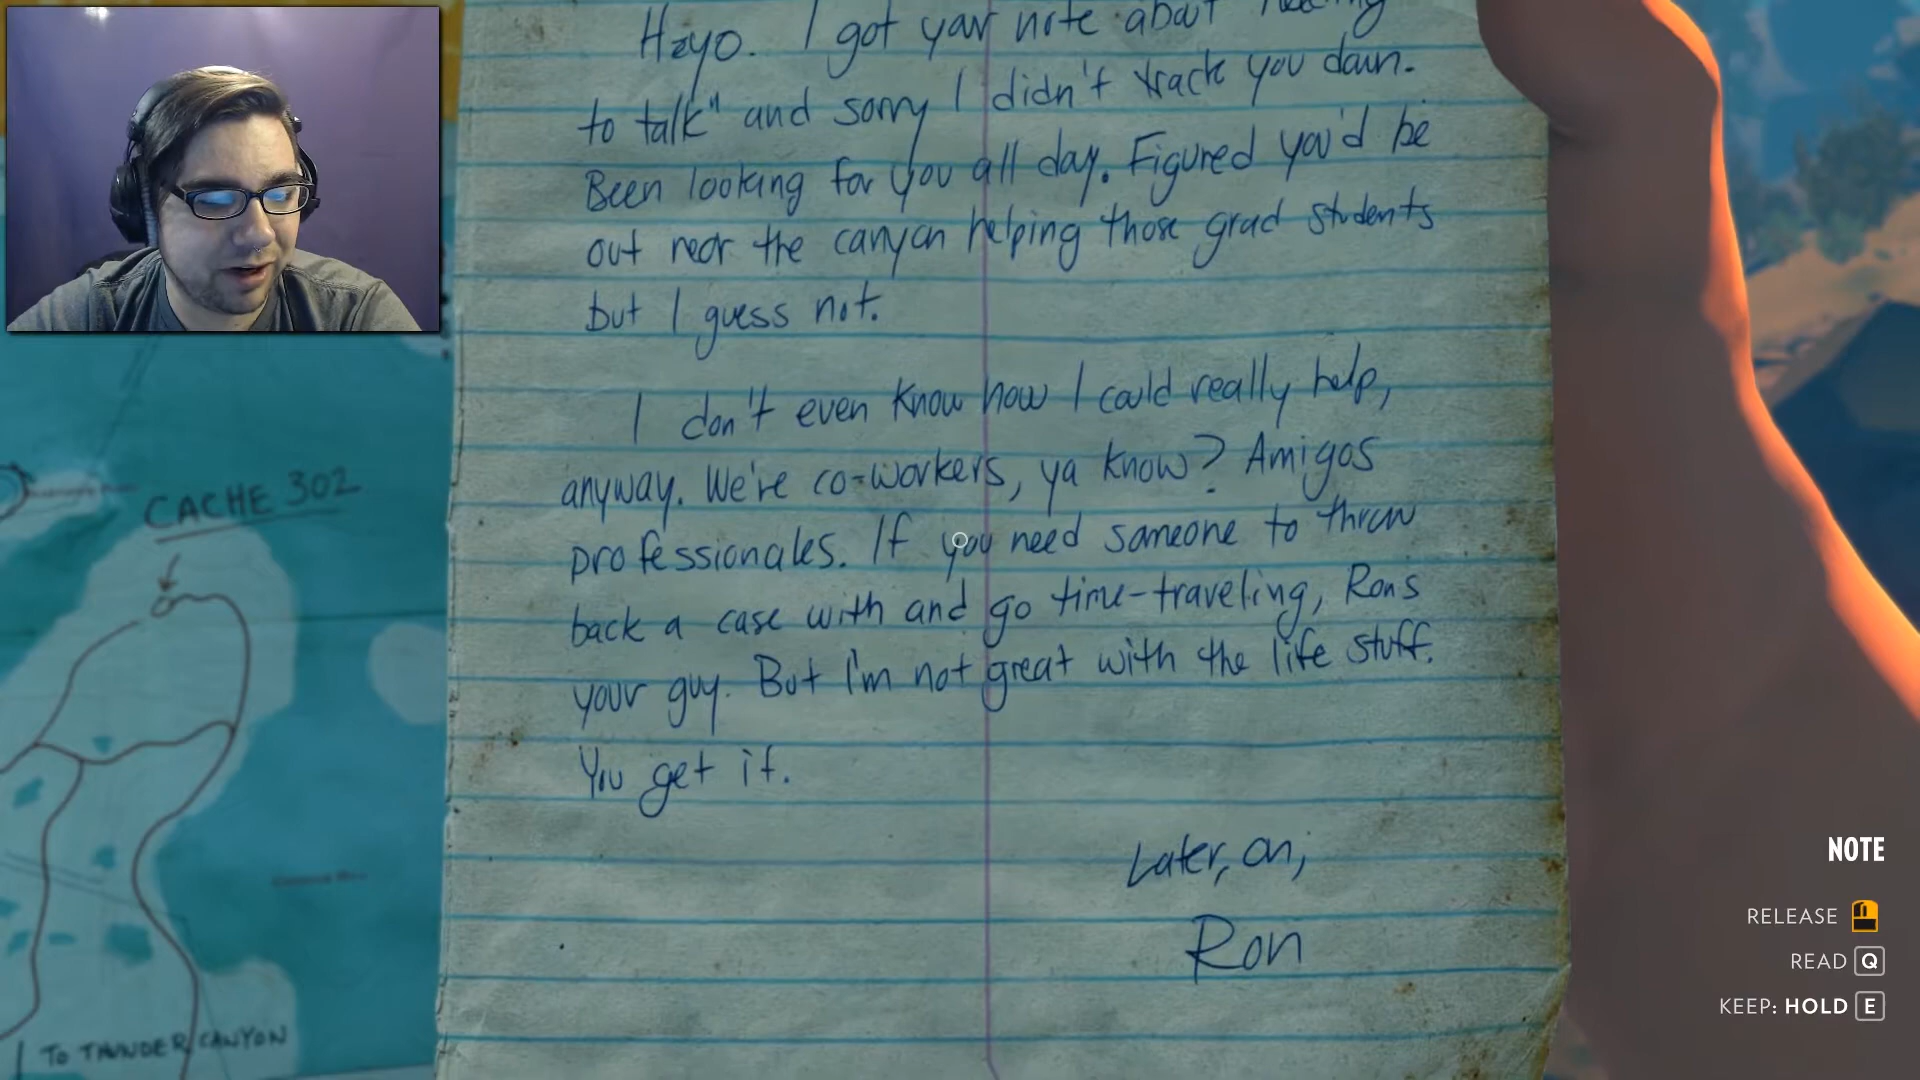 Heyo. I got your note about "needing
to talk" and sorry I didn't track you down.
Been looking for you all day. Figured you'd be
out near the canyon helping those grad students
but I guess not.
I don't even know how I could really help,
anyway. We're co-workers, ya know? Amigos
professionales. If you need someone to throw
back a case with and go time-traveling, Ron's
your guy. But I'm not great with the life stuff.
You get it.
Later, on,
Ron
CACHE 302
TO THUNDER CANYON
NOTE
RELEASE
READ Q
KEEP: HOLD E